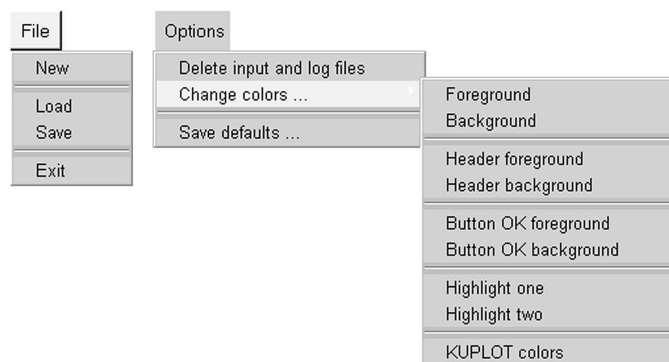 File
New
Load
Save
Exit
Options
Delete input and log files
Change colors ...
Save defaults ...
Foreground
Background
Header foreground
Header background
Button OK foreground
Button OK background
Highlight one
Highlight two
KUPLOT colors